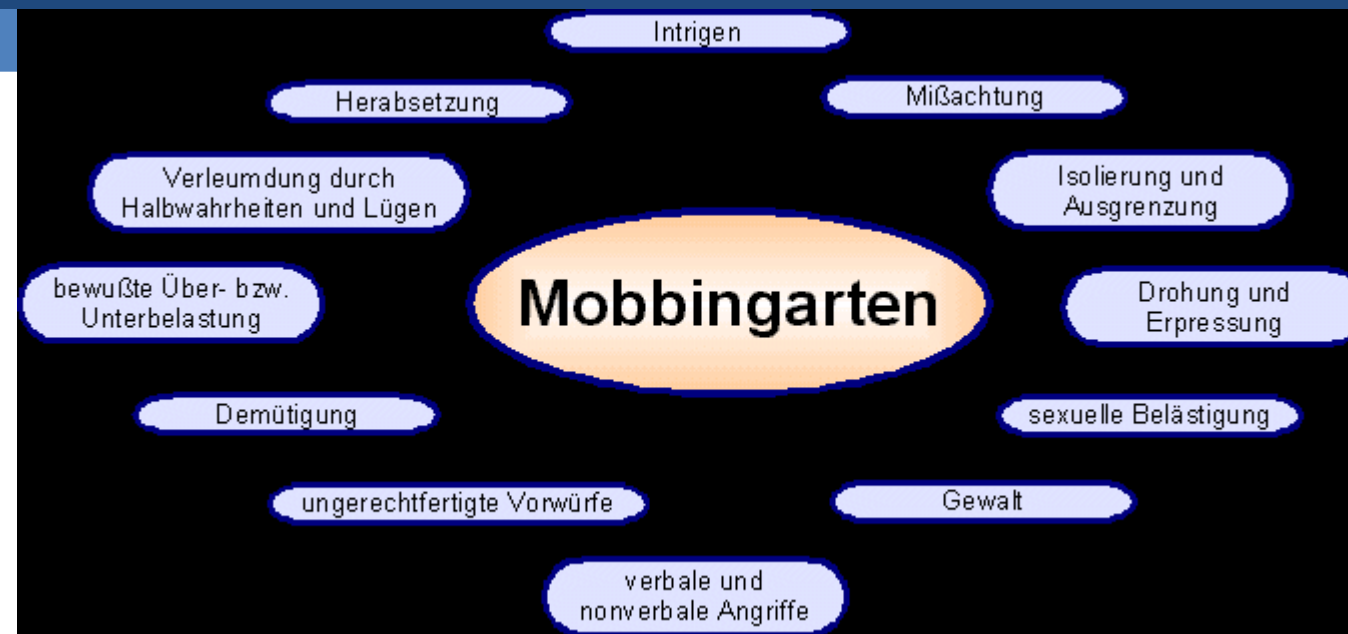 Intrigen
Herabsetzung
Mißachtung
Verleumdung durch
Halbwahrheiten und Lügen
Isolierung und
Ausgrenzung
bewußte Über- bzw.
Unterbelastung
Mobbingarten
Drohung und
Erpressung
Demütigung
sexuelle Belästigung
ungerechtfertigte Vorwürfe
Gewalt
verbale und
nonverbale Angriffe